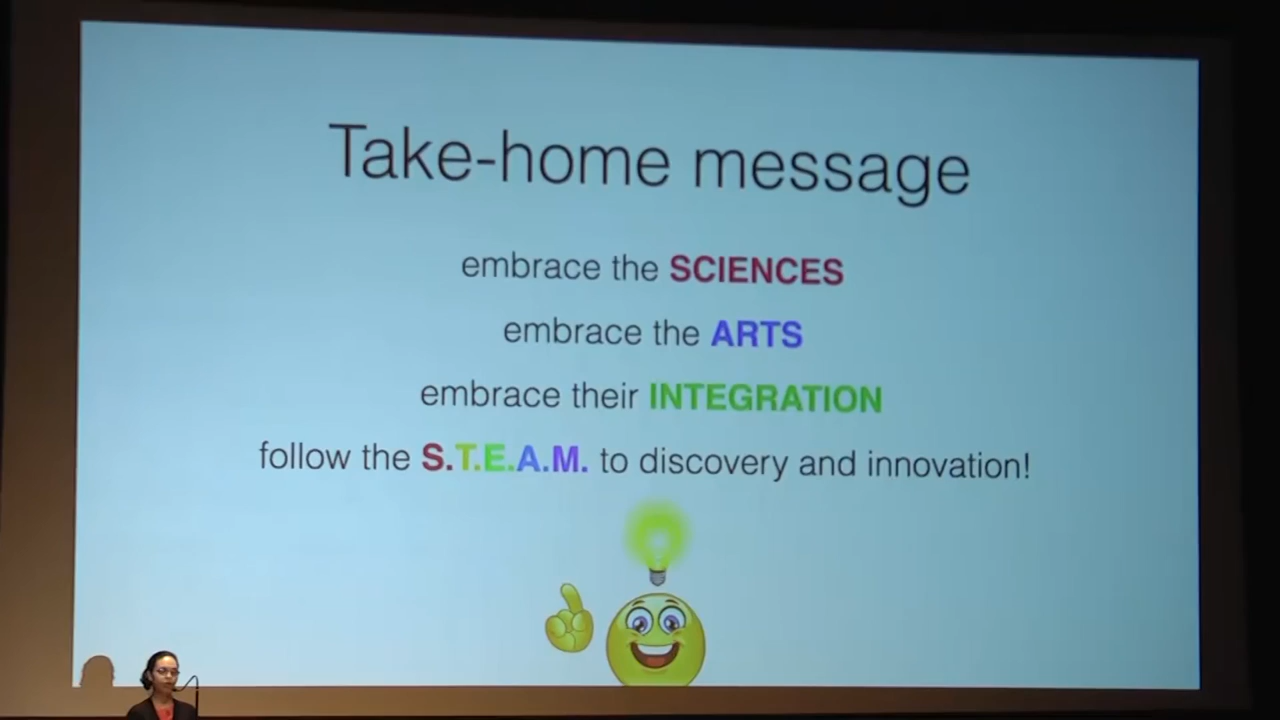 Take-home message
embrace the SCIENCES
embrace the ARTS
embrace their INTEGRATION
follow the S.T.E.A.M. to discovery and innovation!